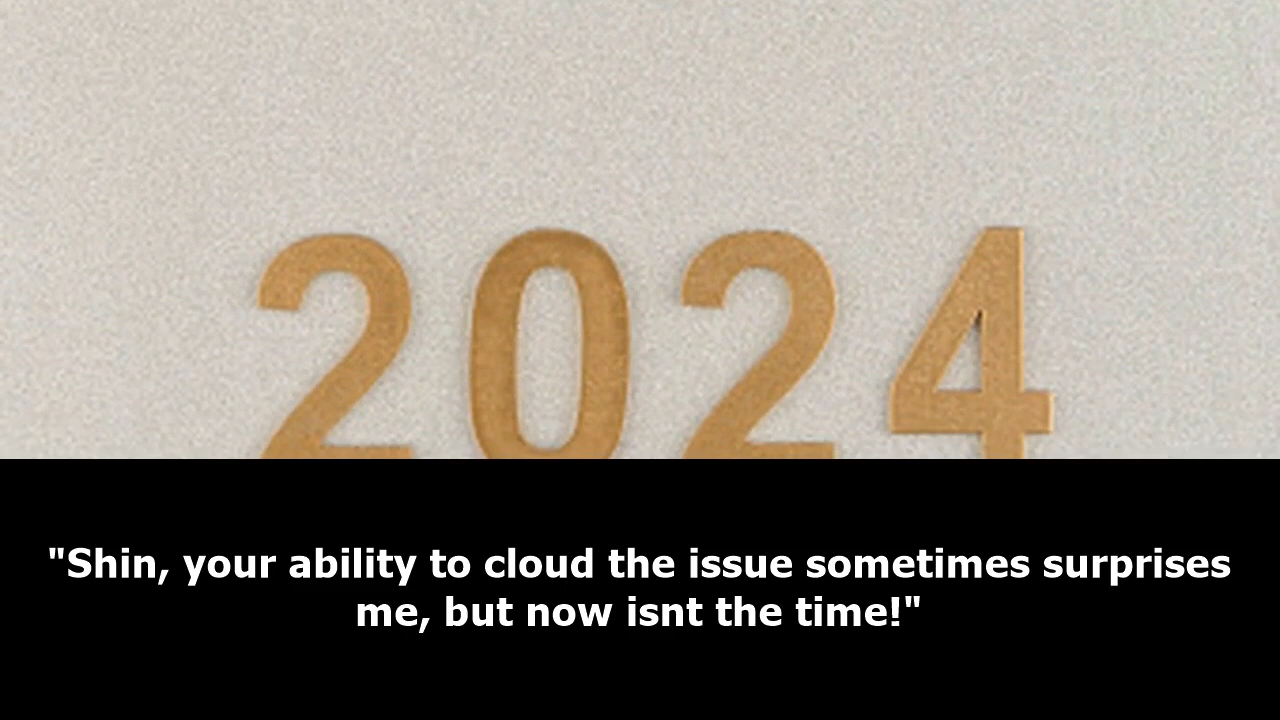 2024
"Shin, your ability to cloud the issue sometimes surprises
me, but now isnt the time!"